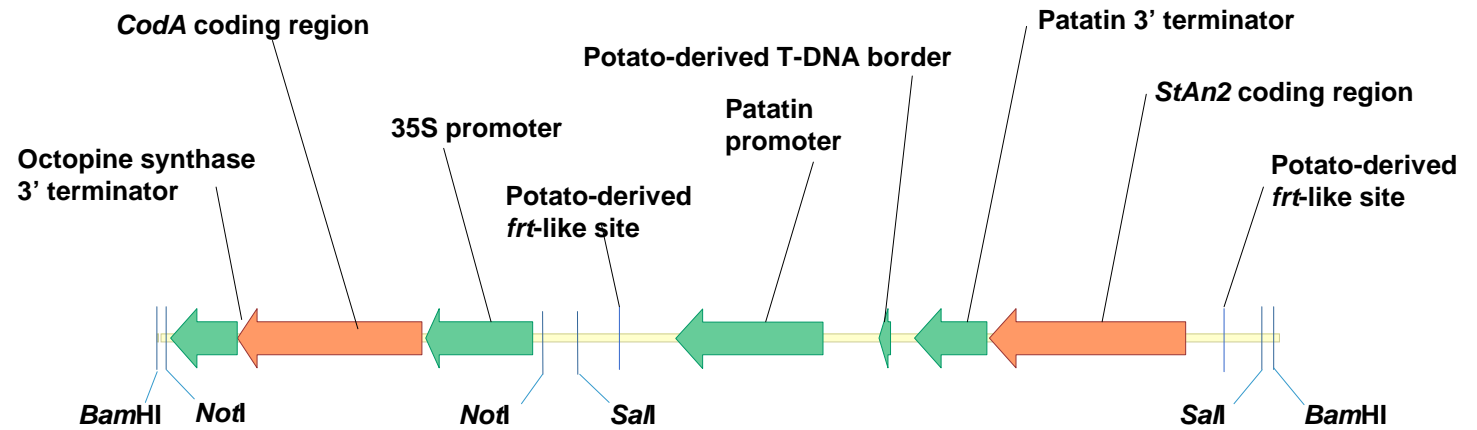 CodA coding region
Patatin 3’ terminator
Potato-derived T-DNA border
StAn2 coding region
Patatin
promoter
35S promoter
Octopine synthase
3’ terminator
Potato-derived
frt-like site
Potato-derived
frt-like site
BamHI
NotI
NotI
SalI
SalI
BamHI